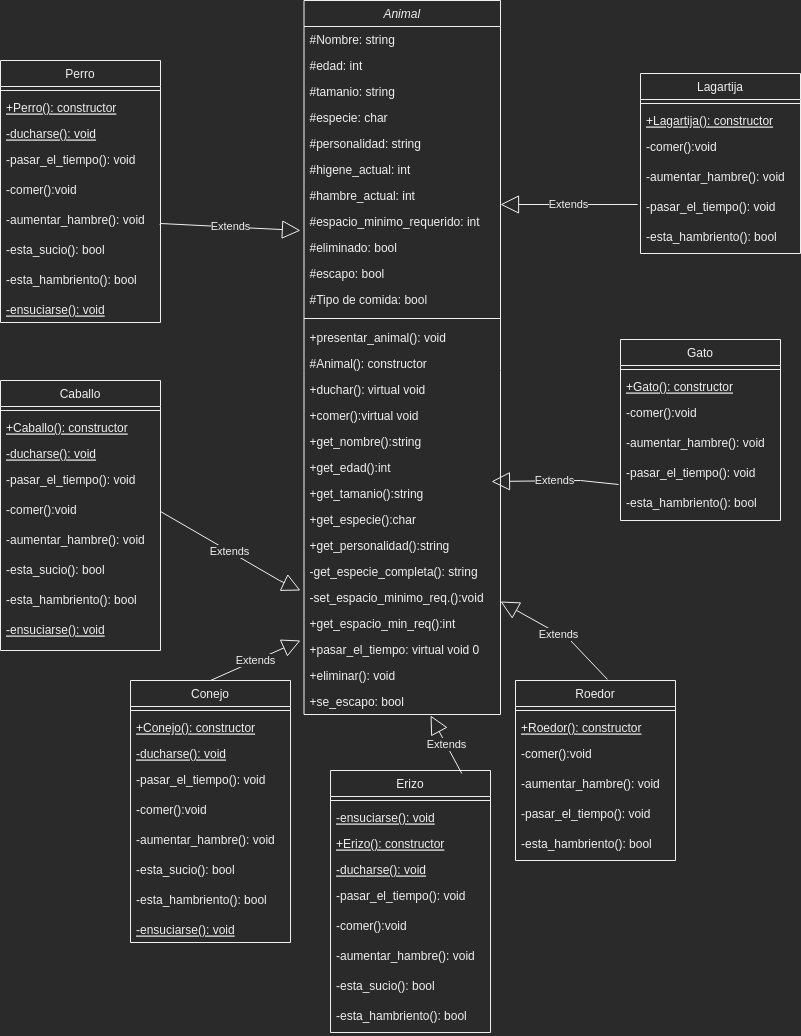 Animal
#Nombre: string
#edad: int
#tamanio: string
#especie: char
#personalidad: string
#higene_actual: int
#hambre_actual: int
#espacio_minimo_requerido: int
#eliminado: bool
#escapo: bool
#Tipo de comida: bool
+presentar_animal(): void
#Animal(): constructor
+duchar(): virtual void
+comer():virtual void
+get_nombre():string
+get_edad():int
+get_tamanio():string
+get_especie():char
+get_personalidad():string
-get_especie_completa(): string
-set_espacio_minimo_req.():void
+get_espacio_min_req():int
+pasar_el_tiempo: virtual void 0
+eliminar(): void
+se_escapo: bool
Perro
+Perro(): constructor
-ducharse(): void
-pasar_el_tiempo(): void
-comer():void
-aumentar_hambre(): void
-esta_sucio(): bool
-esta_hambriento(): bool
-ensuciarse(): void
Extends
Lagartija
+Lagartija(): constructor
-comer():void
-aumentar_hambre(): void
-pasar_el_tiempo(): void
-esta_hambriento(): bool
Extends
Gato
+Gato(): constructor
-comer():void
-aumentar_hambre(): void
-pasar_el_tiempo(): void
-esta_hambriento(): bool
Extends
Caballo
+Caballo(): constructor
-ducharse(): void
-pasar_el_tiempo(): void
-comer():void
-aumentar_hambre(): void
-esta_sucio(): bool
-esta_hambriento(): bool
-ensuciarse(): void
Extends
Extends
Conejo
+Conejo(): constructor
-ducharse(): void
-pasar_el_tiempo(): void
-comer():void
-aumentar_hambre(): void
-esta_sucio(): bool
-esta_hambriento(): bool
-ensuciarse(): void
Extends
Erizo
-ensuciarse(): void
+Erizo(): constructor
-ducharse(): void
-pasar_el_tiempo(): void
-comer():void
-aumentar_hambre(): void
-esta_sucio(): bool
-esta_hambriento(): bool
Extends
Roedor
+Roedor(): constructor
-comer():void
-aumentar_hambre(): void
-pasar_el_tiempo(): void
-esta_hambriento(): bool